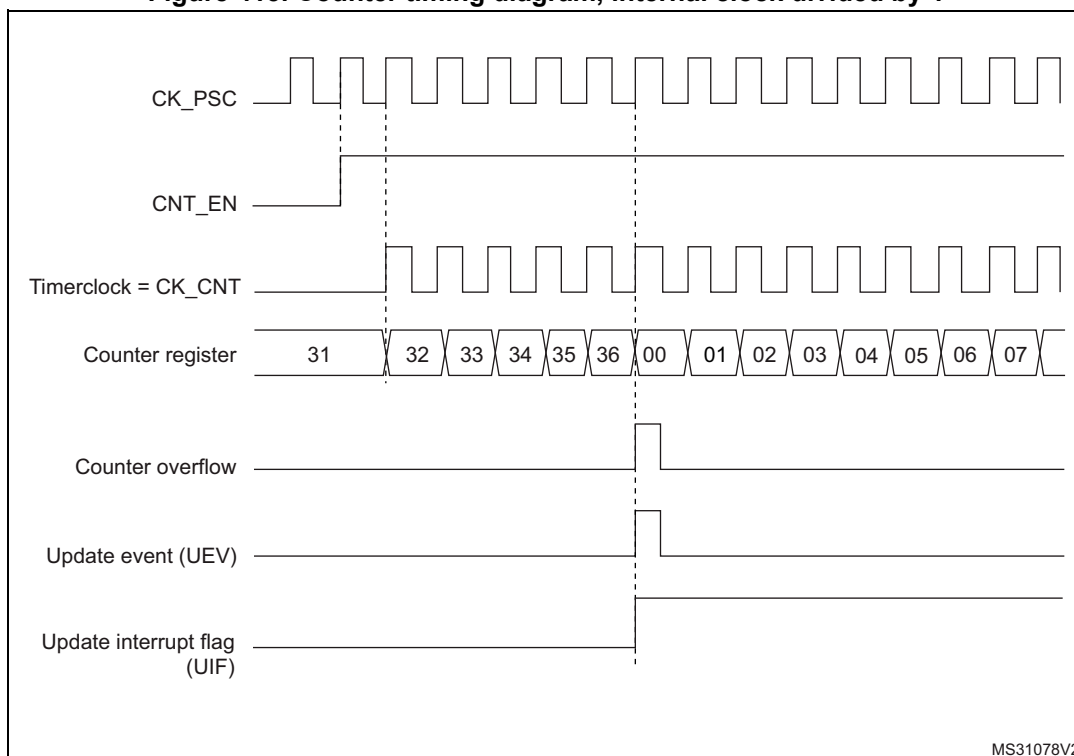 CK_PSC
CNT_EN
Timerclock = CK_CNT
Counter register 31 32 33 34 35 36 00 01 02 03 04 05 06 07
Counter overflow
Update event (UEV)
Update interrupt flag
(UIF)
MS31078V2